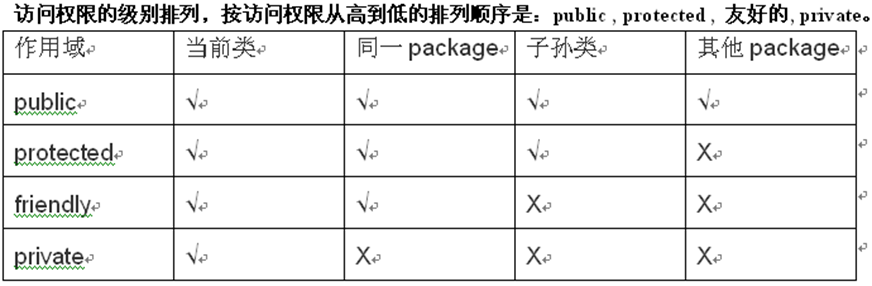 访问权限的级别排列，按访问权限从高到低的排列顺序是：public , protected , 友好的, private。
作用域 当前类 同一 package 子孙类 其他 package
public √ √ √ √
protected √ √ √ X
friendly √ √ X X
private √ X X X